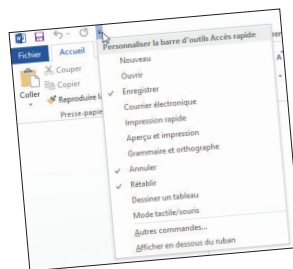 Personnaliser la barre d'outils Accès rapide
Fichier
Accueil
Nouveau
Ouvrir
Enregistrer
Courrier électronique
Impression rapide
Aperçu et impression
Grammaire et orthographe
Annuler
Rétablir
Dessiner un tableau
Mode tactile/souris
Autres commandes...
Afficher en dessous du ruban
Coller
Couper
Copier
Reproduire l
Presse-papie